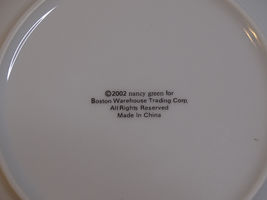 ©2002 nancy green for
Boston Warehouse Trading Corp.
All Rights Reserved
Made In China